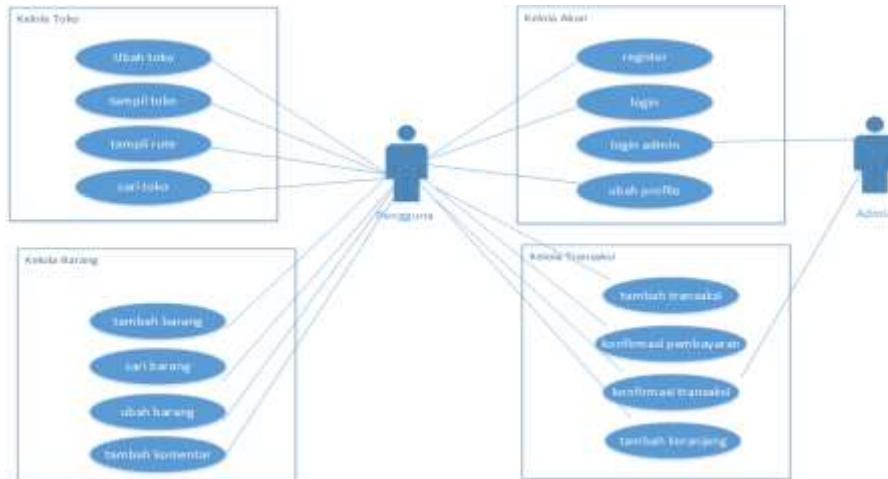 Kelola Toko
Ubah toko
tampil toko
tampil rute
cari toko
Kelola Akun
register
login
login admin
ubah profile
Pengguna
Admin
Kelola Barang
tambah barang
cari barang
ubah barang
tambah komentar
Kelola Transaksi
tambah transaksi
konfirmasi pembayaran
konfirmasi transaksi
tambah keranjang